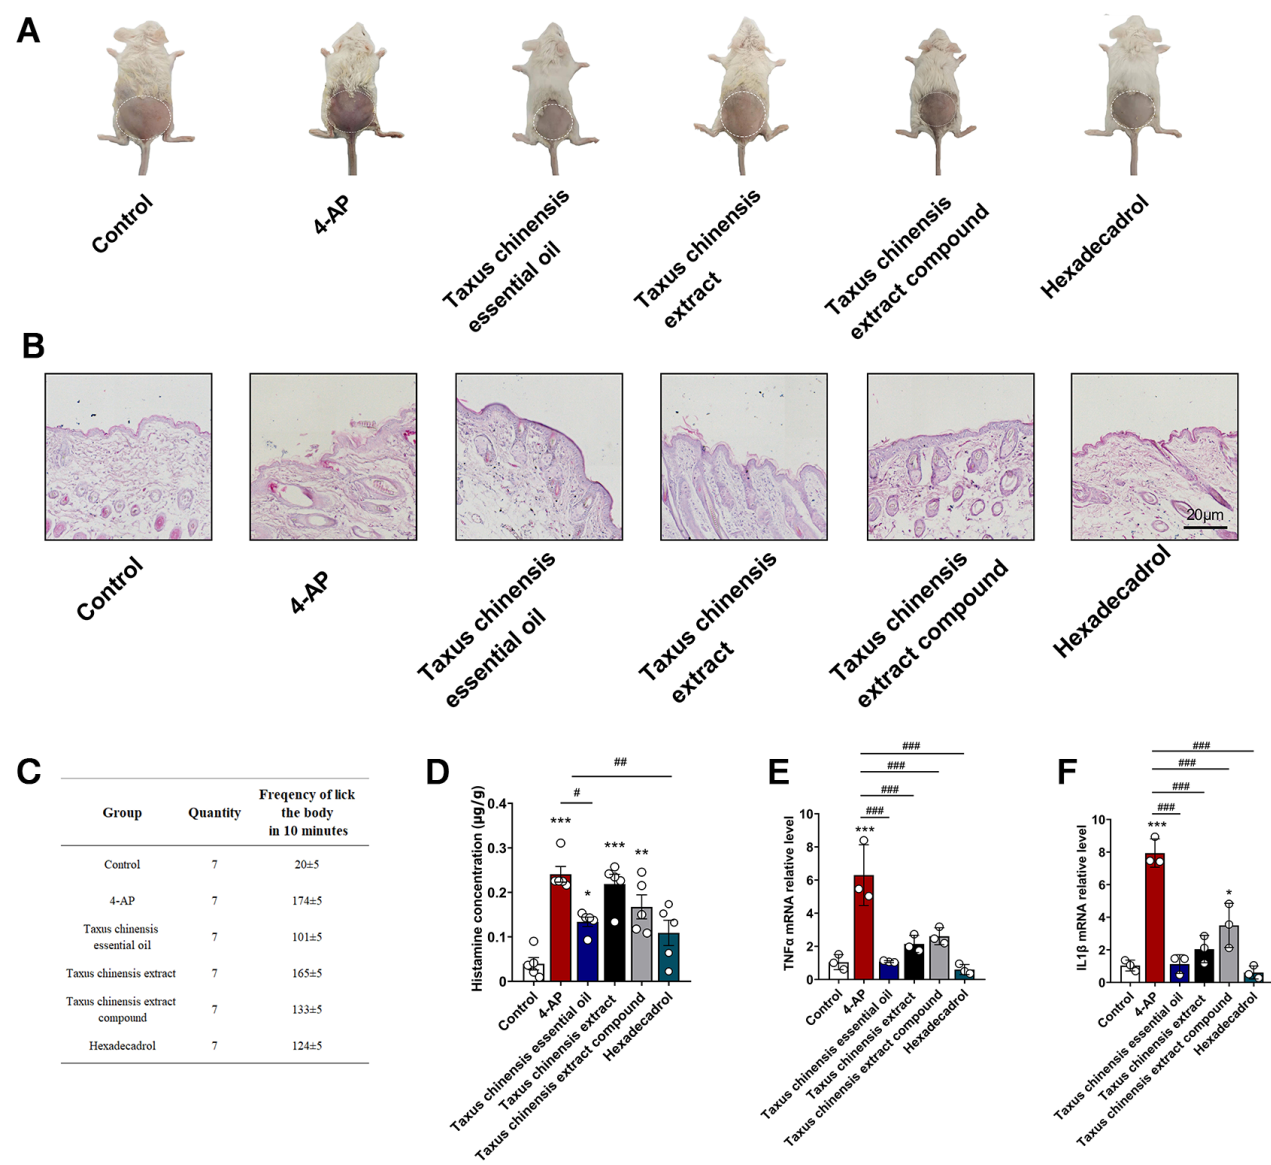 A
Control
4-AP
Taxus chinensis
essential oil
Taxus chinensis
extract
Taxus chinensis
extract compound
Hexadecadrol
B
20μm
Control
4-AP
Taxus chinensis
essential oil
Taxus chinensis
extract
Taxus chinensis
extract compound
Hexadecadrol
C
Group
Quantity
Freqency of lick
the body
in 10 minutes
Control 7 20±5
4-AP 7 174±5
Taxus chinensis
essential oil
7 101±5
Taxus chinensis extract 7 165±5
Taxus chinensis extract
compound
7 133±5
Hexadecadrol 7 124±5
D
Histamine concentration (μg/g)
0.4
0.3
0.2
0.1
0
##
#
***
*
***
**
Control
4-AP
Taxus chinensis essential oil
Taxus chinensis extract
Taxus chinensis extract compound
Hexadecadrol
E
TNFα mRNA relative level
10
8
6
4
2
0
###
###
###
###
***
Control
4-AP
Taxus chinensis essential oil
Taxus chinensis extract
Taxus chinensis extract compound
Hexadecadrol
F
IL1β mRNA relative level
10
8
6
4
2
0
###
###
###
###
***
*
Control
4-AP
Taxus chinensis essential oil
Taxus chinensis extract
Taxus chinensis extract compound
Hexadecadrol